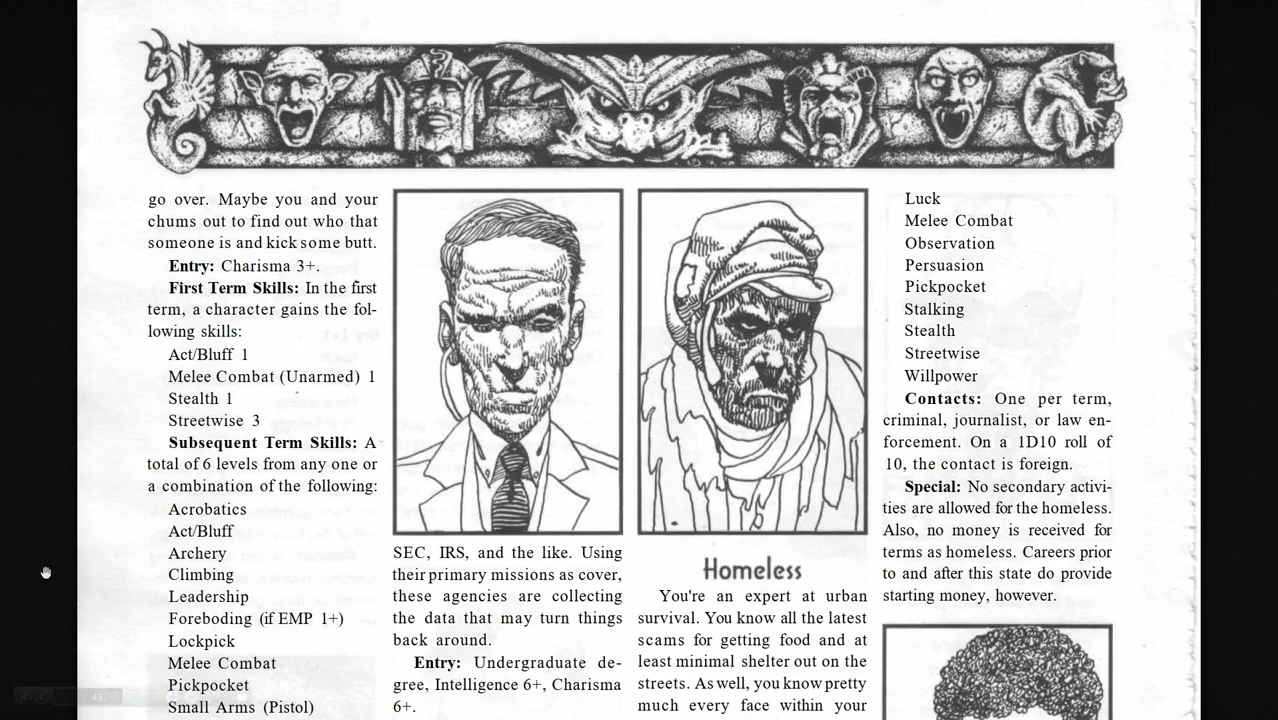 go over. Maybe you and your
chums out to find out who that
someone is and kick some butt.
Entry: Charisma 3+.
First Term Skills: In the first
term, a character gains the fol-
lowing skills:
Act/Bluff 1
Melee Combat (Unarmed) 1
Stealth 1
Streetwise 3
Subsequent Term Skills: A
total of 6 levels from any one or
a combination of the following:
Acrobatics
Act/Bluff
Archery
Climbing
Leadership
Foreboding (if EMP 1+)
Lockpick
Melee Combat
Pickpocket
Small Arms (Pistol)
SEC, IRS, and the like. Using
their primary missions as cover,
these agencies are collecting
the data that may turn things
back around.
Entry: Undergraduate de-
gree, Intelligence 6+, Charisma
6+.
Homeless
You're an expert at urban
survival. You know all the latest
scams for getting food and at
least minimal shelter out on the
streets. As well, you know pretty
much every face within your
Luck
Melee Combat
Observation
Persuasion
Pickpocket
Stalking
Stealth
Streetwise
Willpower
Contacts: One per term,
criminal, journalist, or law en-
forcement. On a 1D10 roll of
10, the contact is foreign.
Special: No secondary activi-
ties are allowed for the homeless.
Also, no money is received for
terms as homeless. Careers prior
to and after this state do provide
starting money, however.
43